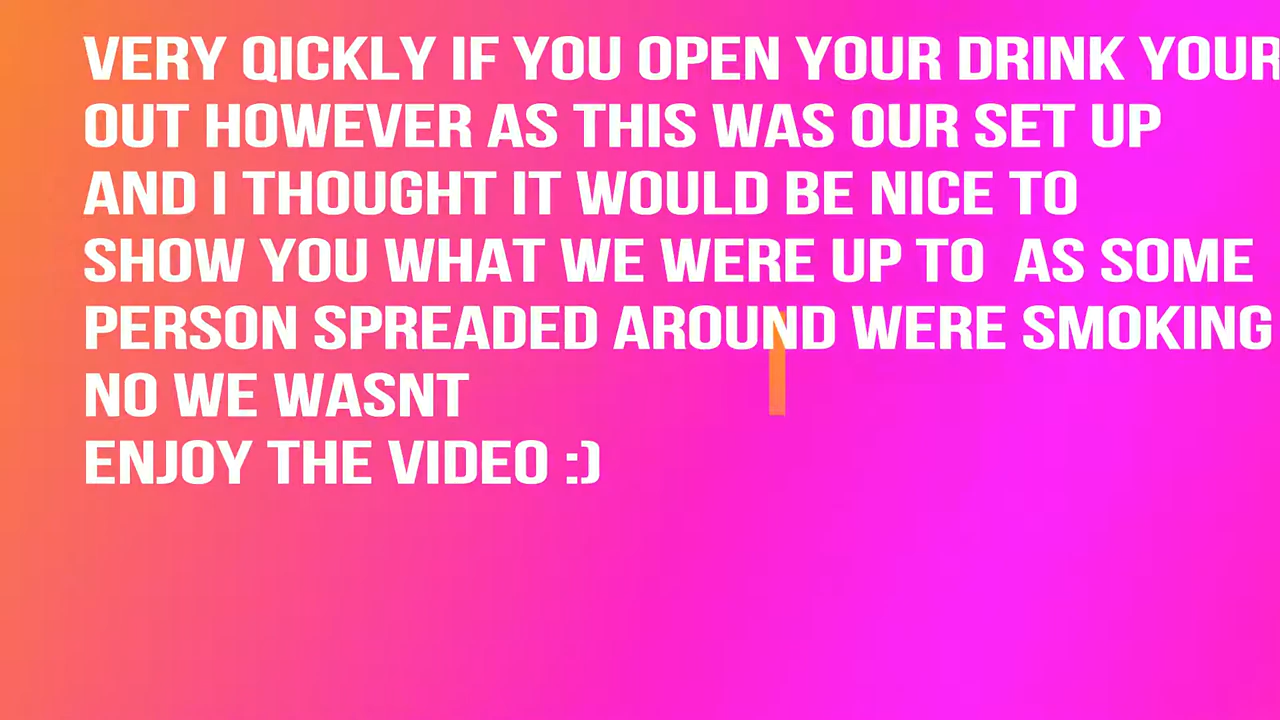 VERY QICKLY IF YOU OPEN YOUR DRINK YOUR
OUT HOWEVER AS THIS WAS OUR SET UP
AND I THOUGHT IT WOULD BE NICE TO
SHOW YOU WHAT WE WERE UP TO  AS SOME
PERSON SPREADED AROUND WERE SMOKING
NO WE WASNT
ENJOY THE VIDEO :)